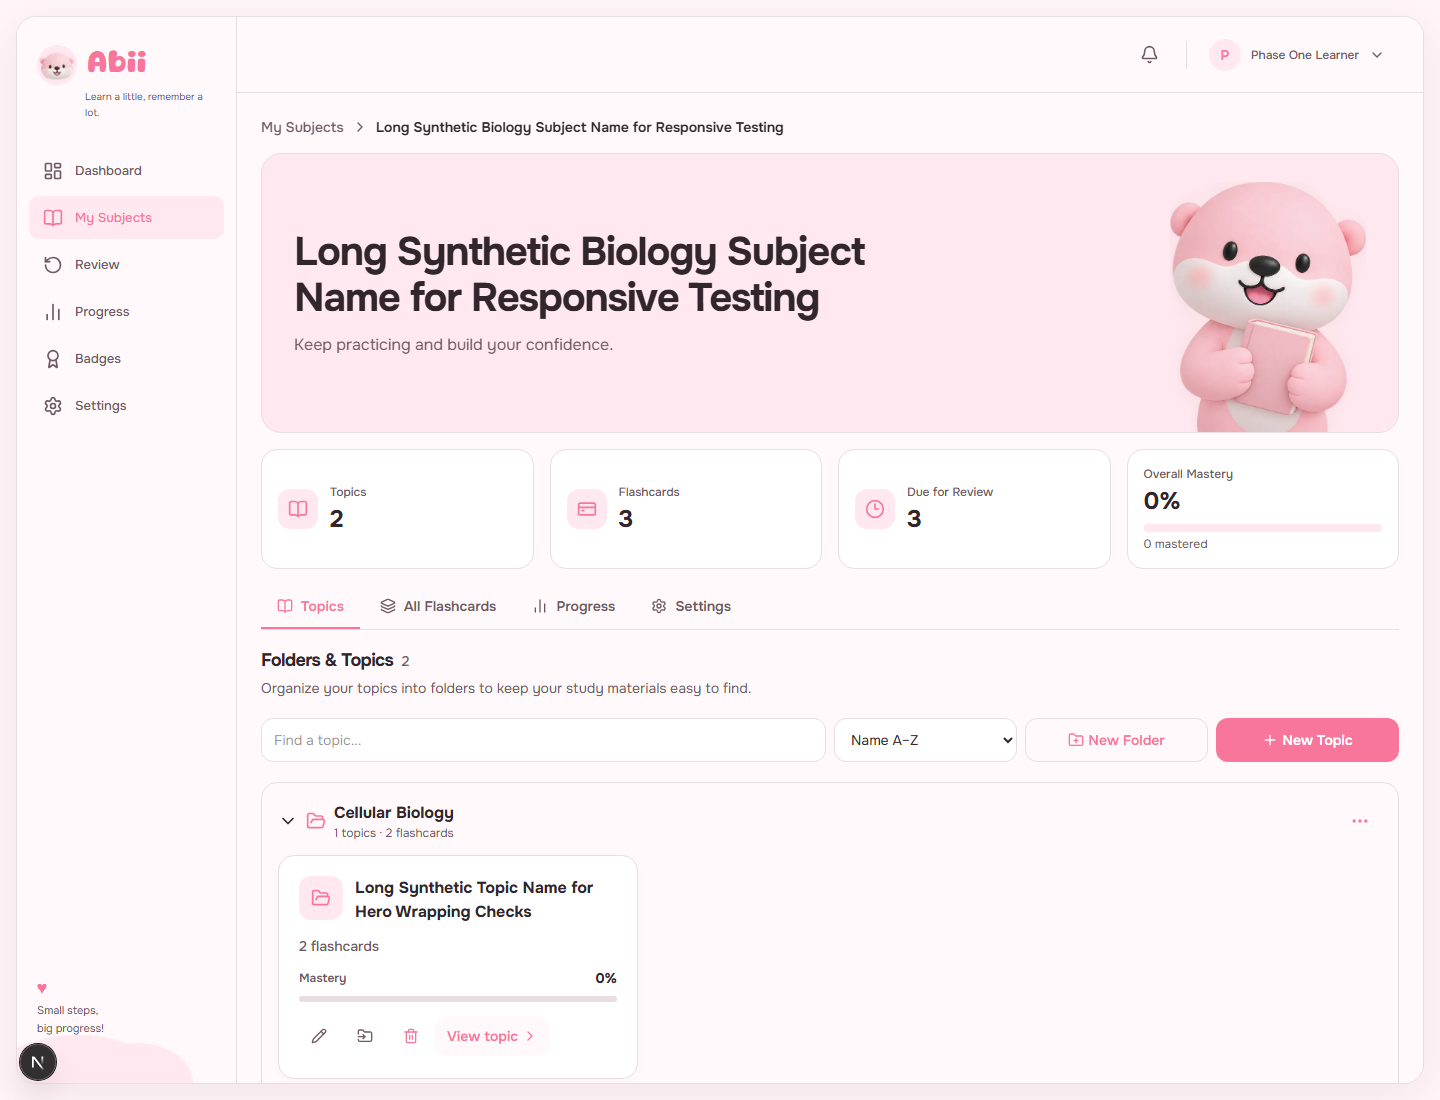 Abii
Learn a little, remember a
lot.
Dashboard
My Subjects
Review
Progress
Badges
Settings
♥
Small steps,
big progress!
N
P
Phase One Learner
My Subjects > Long Synthetic Biology Subject Name for Responsive Testing
Long Synthetic Biology Subject
Name for Responsive Testing
Keep practicing and build your confidence.
Topics
2
Flashcards
3
Due for Review
3
Overall Mastery
0%
0 mastered
Topics
All Flashcards
Progress
Settings
Folders & Topics 2
Organize your topics into folders to keep your study materials easy to find.
Find a topic...
Name A–Z
New Folder
+ New Topic
Cellular Biology
1 topics · 2 flashcards
Long Synthetic Topic Name for
Hero Wrapping Checks
2 flashcards
Mastery 0%
View topic >